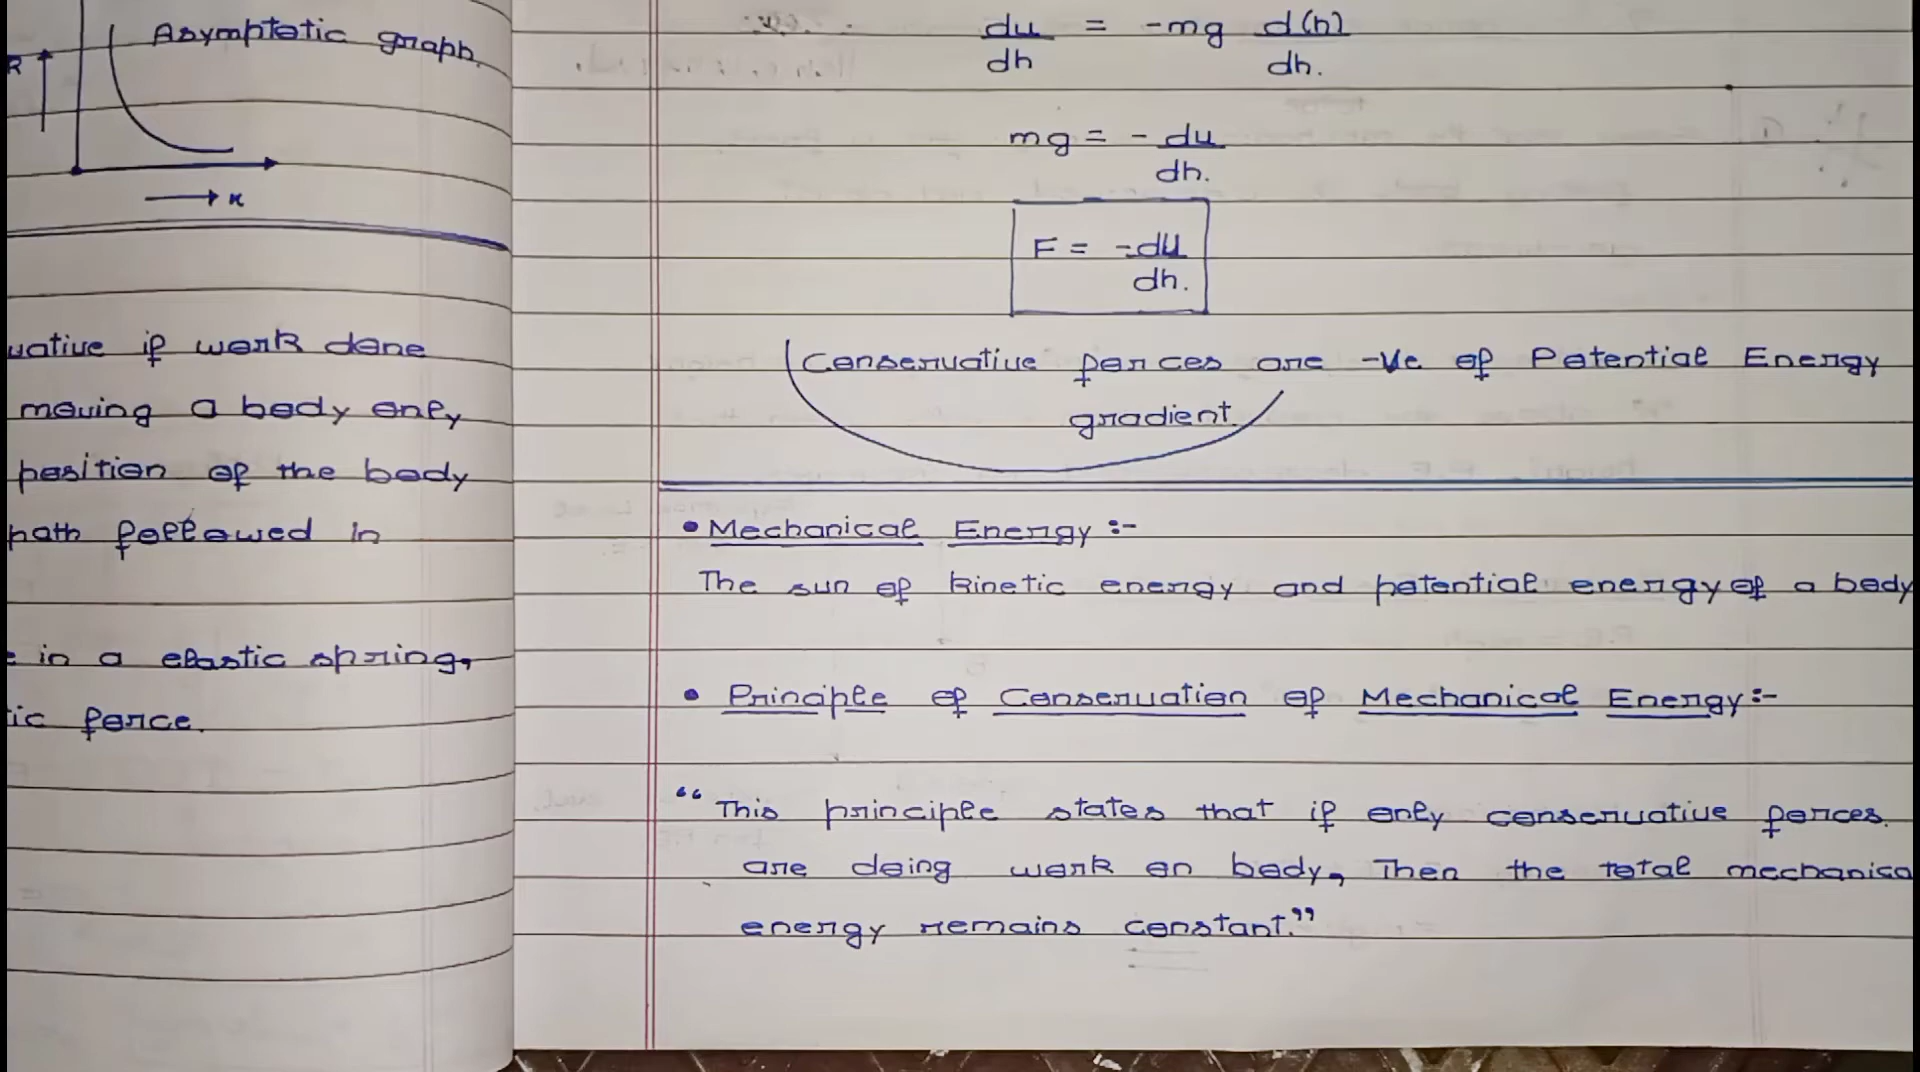 Asymptotic graph.
R
x
uative if work done
moving a body only
position of the body
path followed in
in a elastic spring,
ic force.
du/dh = -mg d(h)/dh.
mg = -du/dh.
F = -du/dh.
Conservative forces are -ve of Potential Energy
gradient.
• Mechanical Energy :-
The sun of kinetic energy and potential energy of a body
• Principle of Conservation of Mechanical Energy :-
“This principle states that if only conservative forces.
are doing work on body, Then the total mechanica
energy remains constant.”